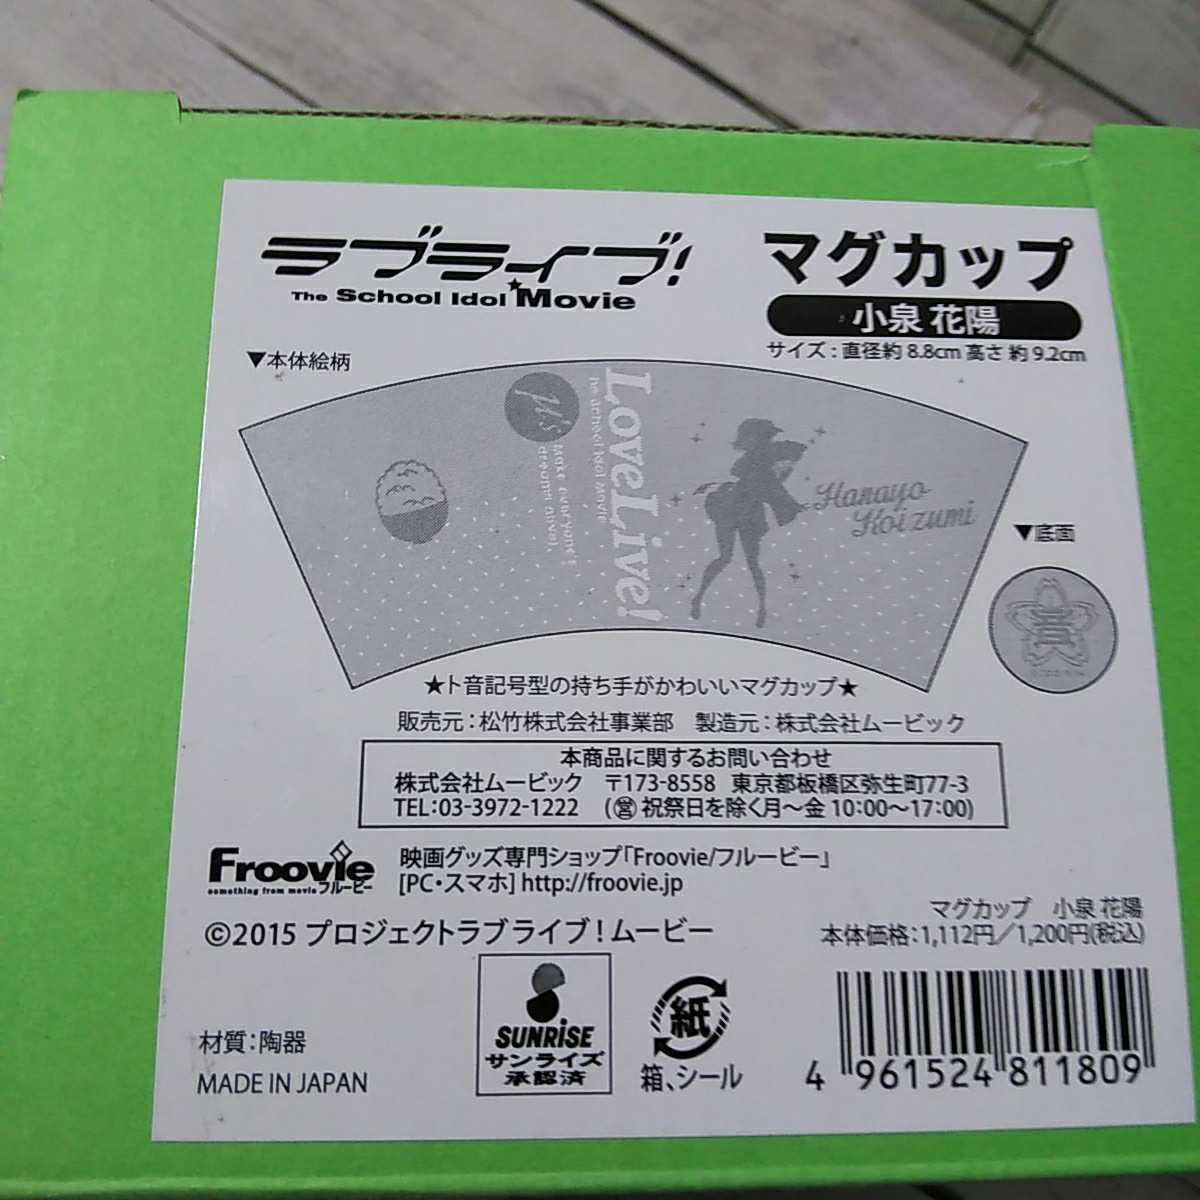 ラブライブ!
The School Idol Movie
マグカップ
小泉 花陽
サイズ : 直径約 8.8cm 高さ 約 9.2cm
▼本体絵柄
μ's
Make everyone's
dreams alive!
LoveLive!
The school idol Movie
Hanayo
Koizumi
▼底面
★ト音記号型の持ち手がかわいいマグカップ★
販売元：松竹株式会社事業部　製造元：株式会社ムービック
本商品に関するお問い合わせ
株式会社ムービック　〒173-8558　東京都板橋区弥生町77-3
TEL:03-3972-1222　(営 祝祭日を除く月〜金 10:00〜17:00)
Froovie
something from movie フルービー
映画グッズ専門ショップ「Froovie/フルービー」
[PC・スマホ] http://froovie.jp
©2015 プロジェクトラブライブ！ムービー
マグカップ　小泉 花陽
本体価格：1,112円／1,200円(税込)
材質：陶器
MADE IN JAPAN
SUNRISE
サンライズ
承認済
紙
箱、シール
4 961524 811809